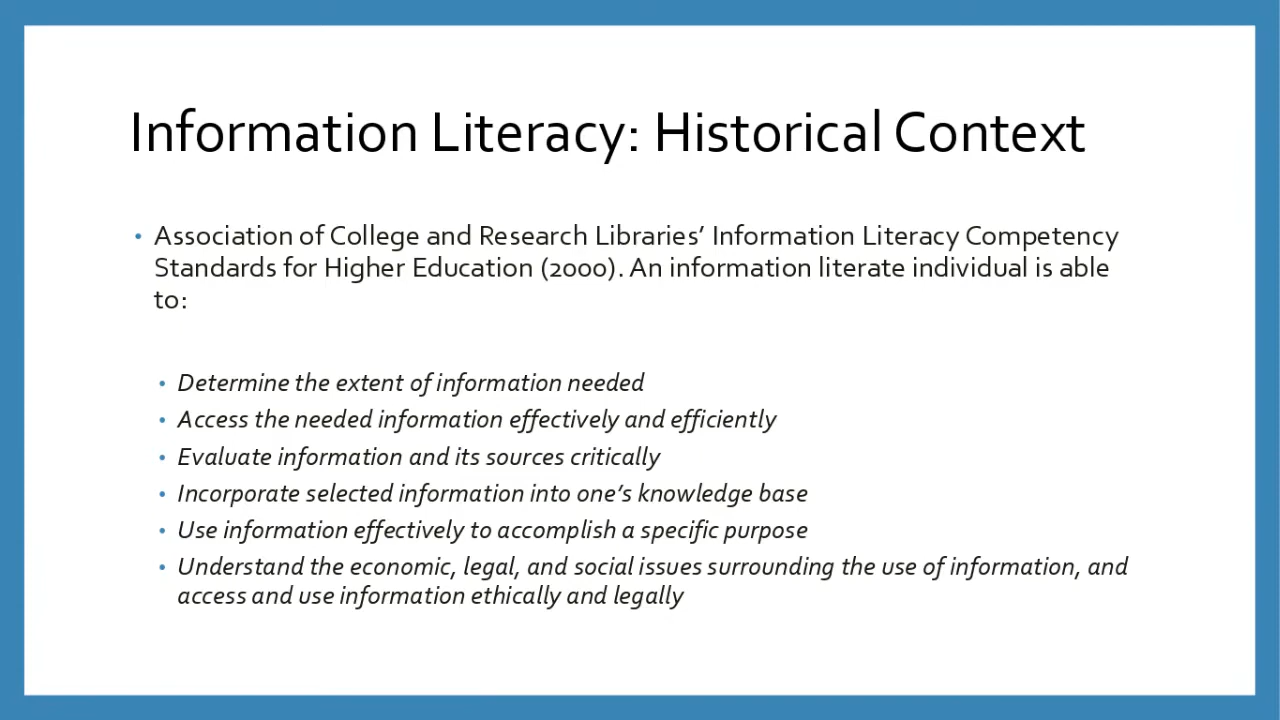 Information Literacy: Historical Context
• Association of College and Research Libraries’ Information Literacy Competency
Standards for Higher Education (2000). An information literate individual is able
to:
• Determine the extent of information needed
• Access the needed information effectively and efficiently
• Evaluate information and its sources critically
• Incorporate selected information into one’s knowledge base
• Use information effectively to accomplish a specific purpose
• Understand the economic, legal, and social issues surrounding the use of information, and
access and use information ethically and legally